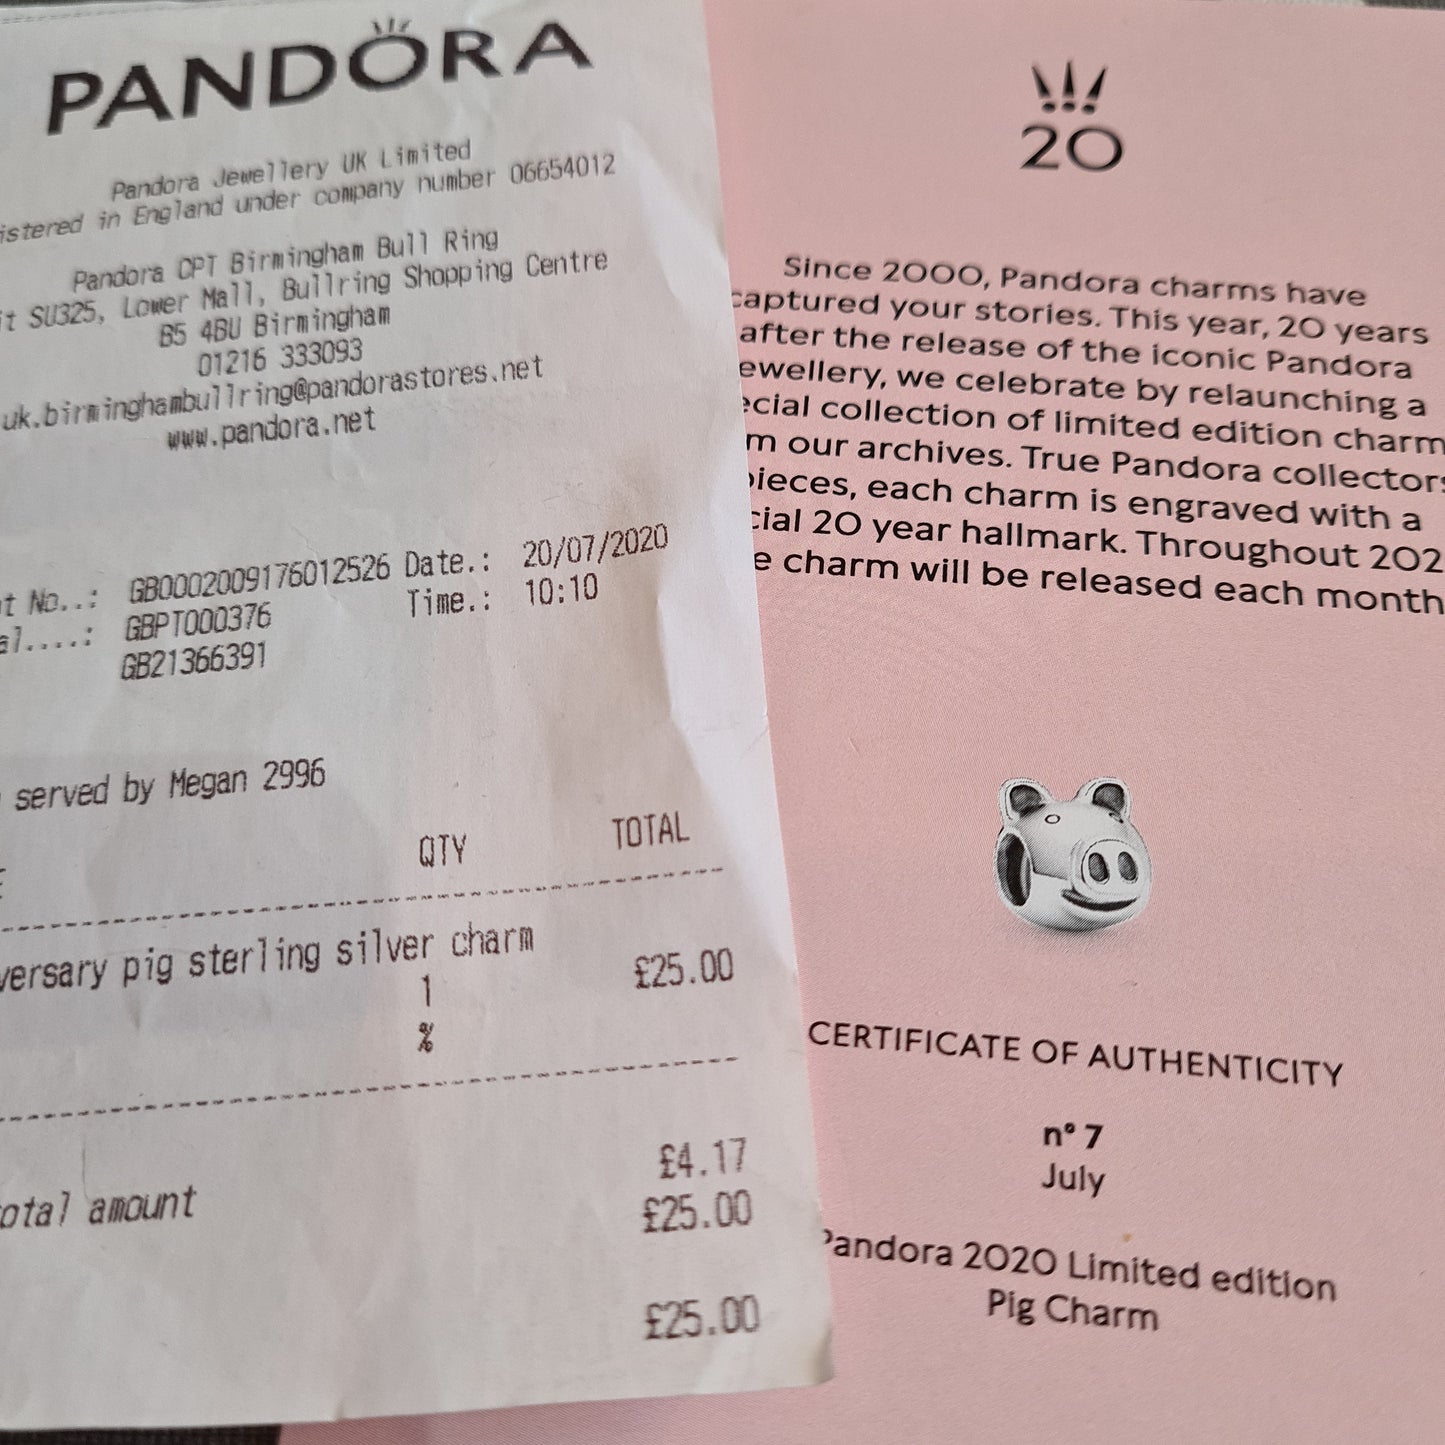 PANDORA
Pandora Jewellery UK Limited
istered in England under company number 06654012
Pandora CPT Birmingham Bull Ring
it SU325, Lower Mall, Bullring Shopping Centre
B5 4BU Birmingham
01216 333093
uk.birminghambullring@pandorastores.net
www.pandora.net
t No..: GB0002009176012526 Date.: 20/07/2020
al....: GBPT000376 Time.: 10:10
GB21366391
served by Megan 2996
QTY TOTAL
versary pig sterling silver charm
1 £25.00
%
£4.17
otal amount £25.00
£25.00
20
Since 2000, Pandora charms have
captured your stories. This year, 20 years
after the release of the iconic Pandora
ewellery, we celebrate by relaunching a
ecial collection of limited edition charm
m our archives. True Pandora collectors
pieces, each charm is engraved with a
cial 20 year hallmark. Throughout 202
e charm will be released each month
CERTIFICATE OF AUTHENTICITY
n° 7
July
Pandora 2020 Limited edition
Pig Charm